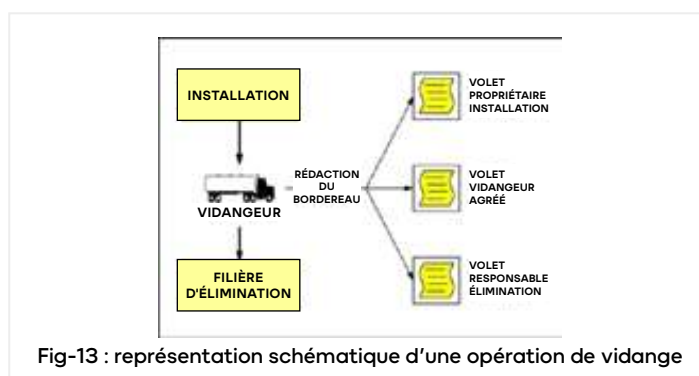 INSTALLATION
VIDANGEUR
FILIÈRE
D'ÉLIMINATION
RÉDACTION
DU
BORDEREAU
VOLET
PROPRIÉTAIRE
INSTALLATION
VOLET
VIDANGEUR
AGRÉÉ
VOLET
RESPONSABLE
ÉLIMINATION
Fig-13 : représentation schématique d’une opération de vidange